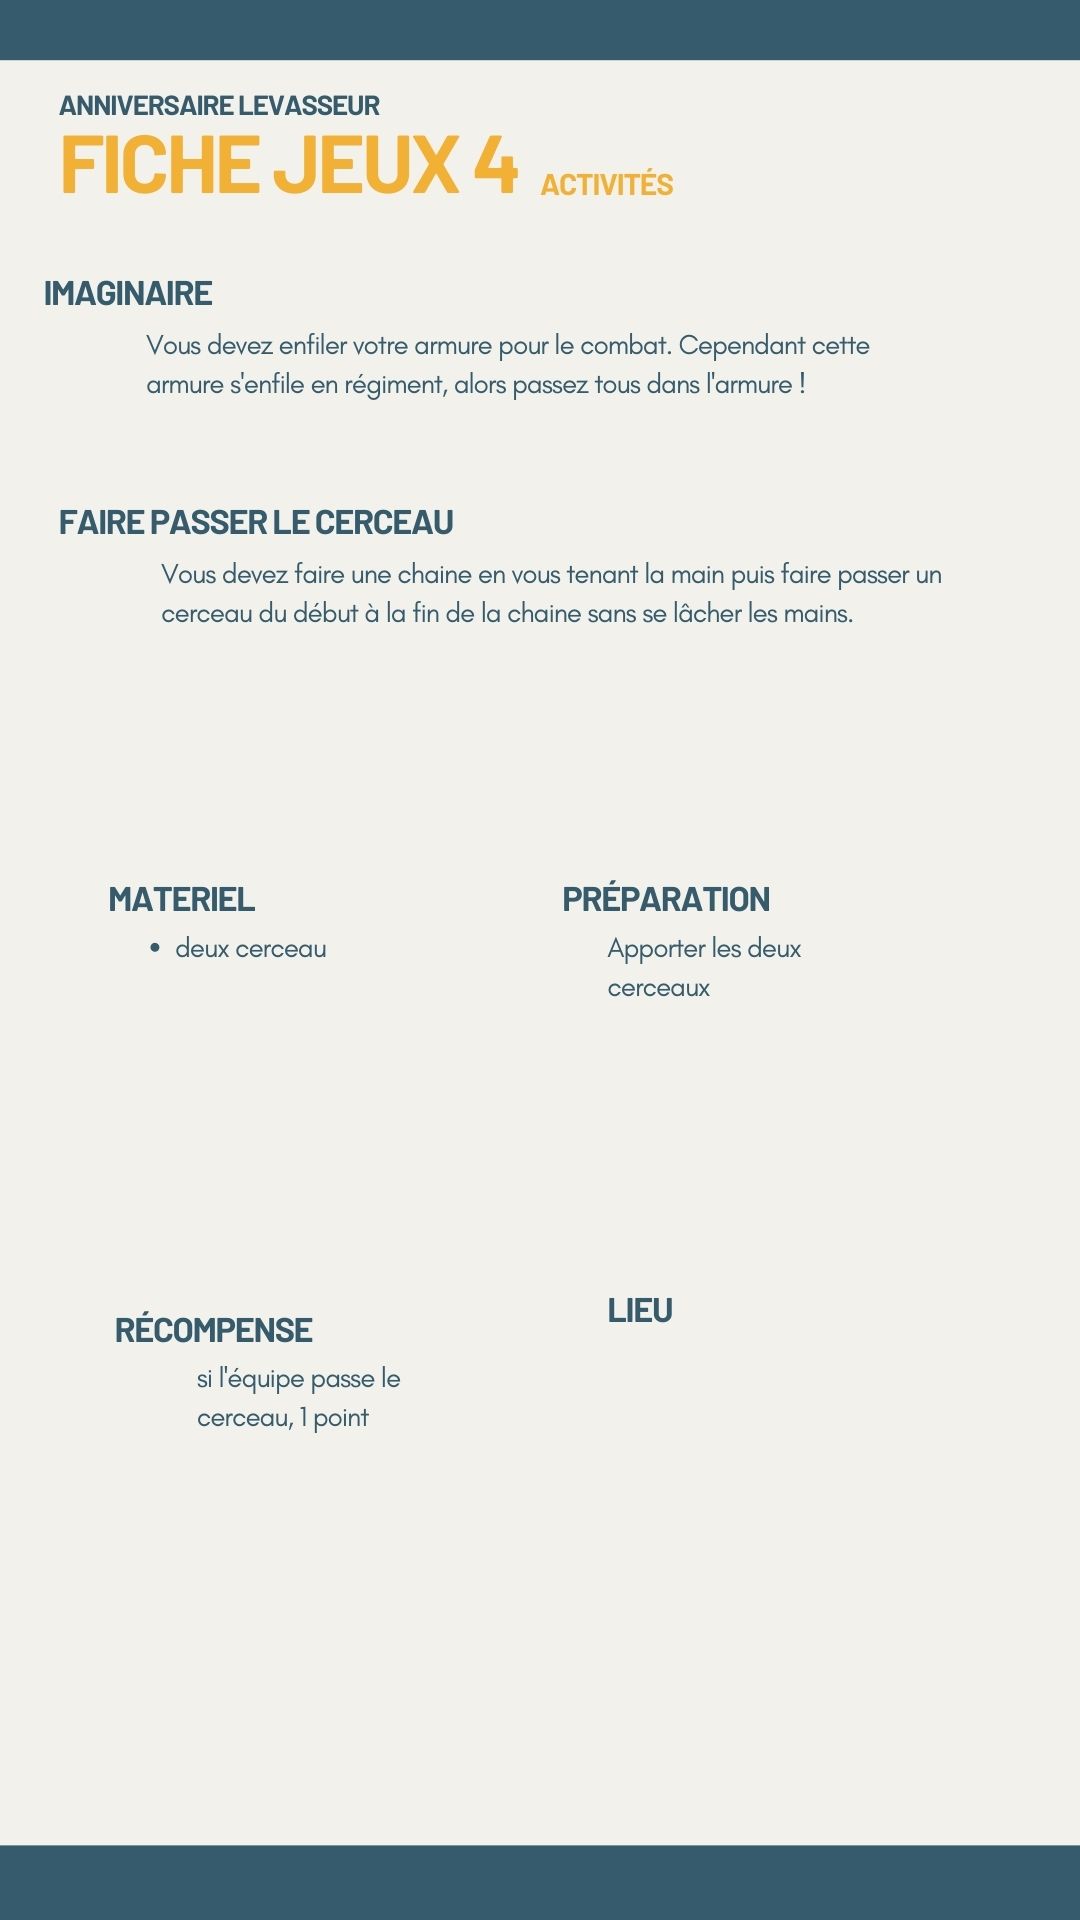 ANNIVERSAIRE LEVASSEUR
FICHE JEUX 4 ACTIVITÉS
IMAGINAIRE
Vous devez enfiler votre armure pour le combat. Cependant cette
armure s'enfile en régiment, alors passez tous dans l'armure !
FAIRE PASSER LE CERCEAU
Vous devez faire une chaine en vous tenant la main puis faire passer un
cerceau du début à la fin de la chaine sans se lâcher les mains.
MATERIEL
• deux cerceau
PRÉPARATION
Apporter les deux
cerceaux
RÉCOMPENSE
si l'équipe passe le
cerceau, 1 point
LIEU